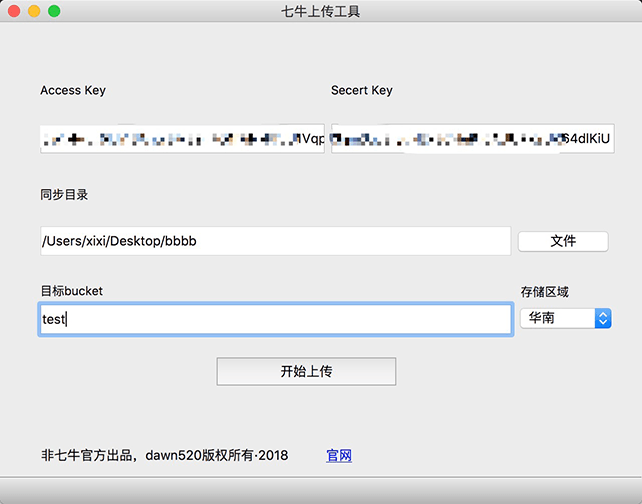 七牛上传工具
Access Key Secert Key
1Vqp S4dIKiU
同步目录
/Users/xixi/Desktop/bbbb 文件
目标bucket 存储区域
test 华南
开始上传
非七牛官方出品，dawn520版权所有·2018 官网